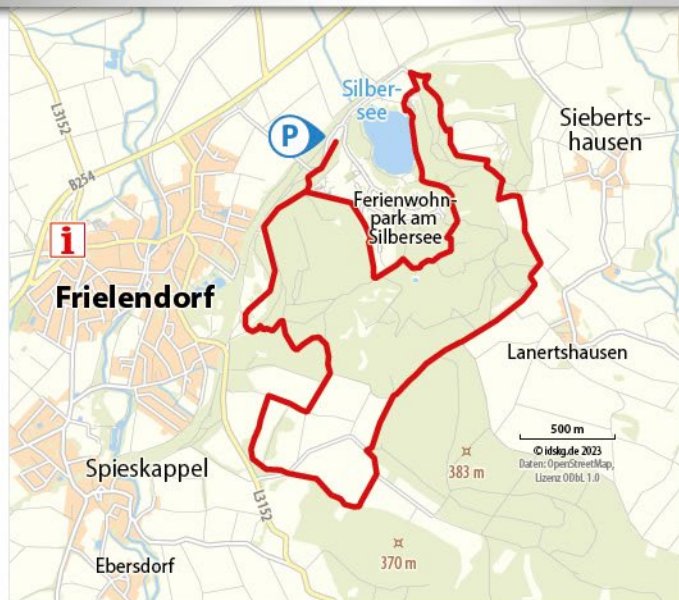 Silber-
see
P
Sieberts-
hausen
L3152
B254
Ferienwohn-
park am
Silbersee
i
Frielendorf
Lanertshausen
500 m
© idskg.de 2023
Daten: OpenStreetMap,
Lizenz ODbL 1.0
383 m
Spieskappel
L3152
370 m
Ebersdorf